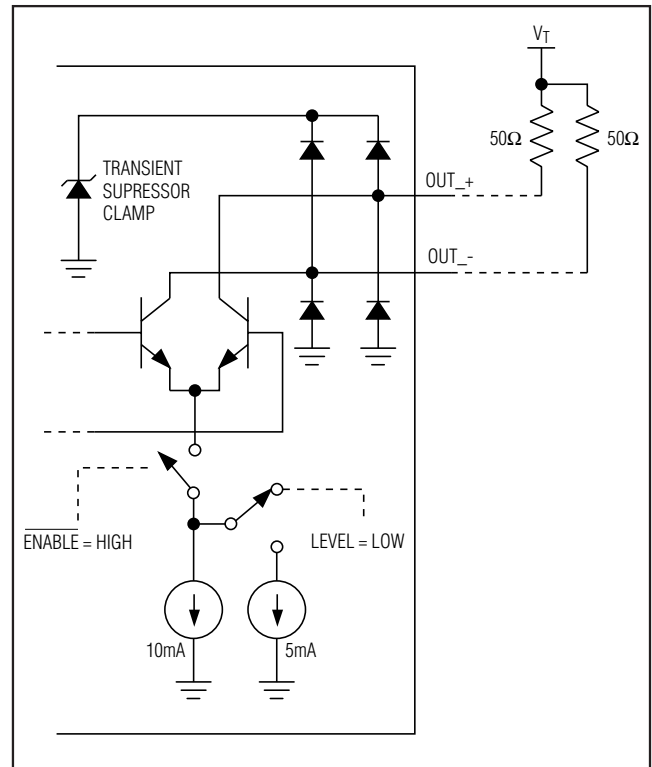 V_T
50Ω
50Ω
TRANSIENT
SUPRESSOR
CLAMP
OUT_+
OUT_-
ENABLE = HIGH
LEVEL = LOW
10mA
5mA